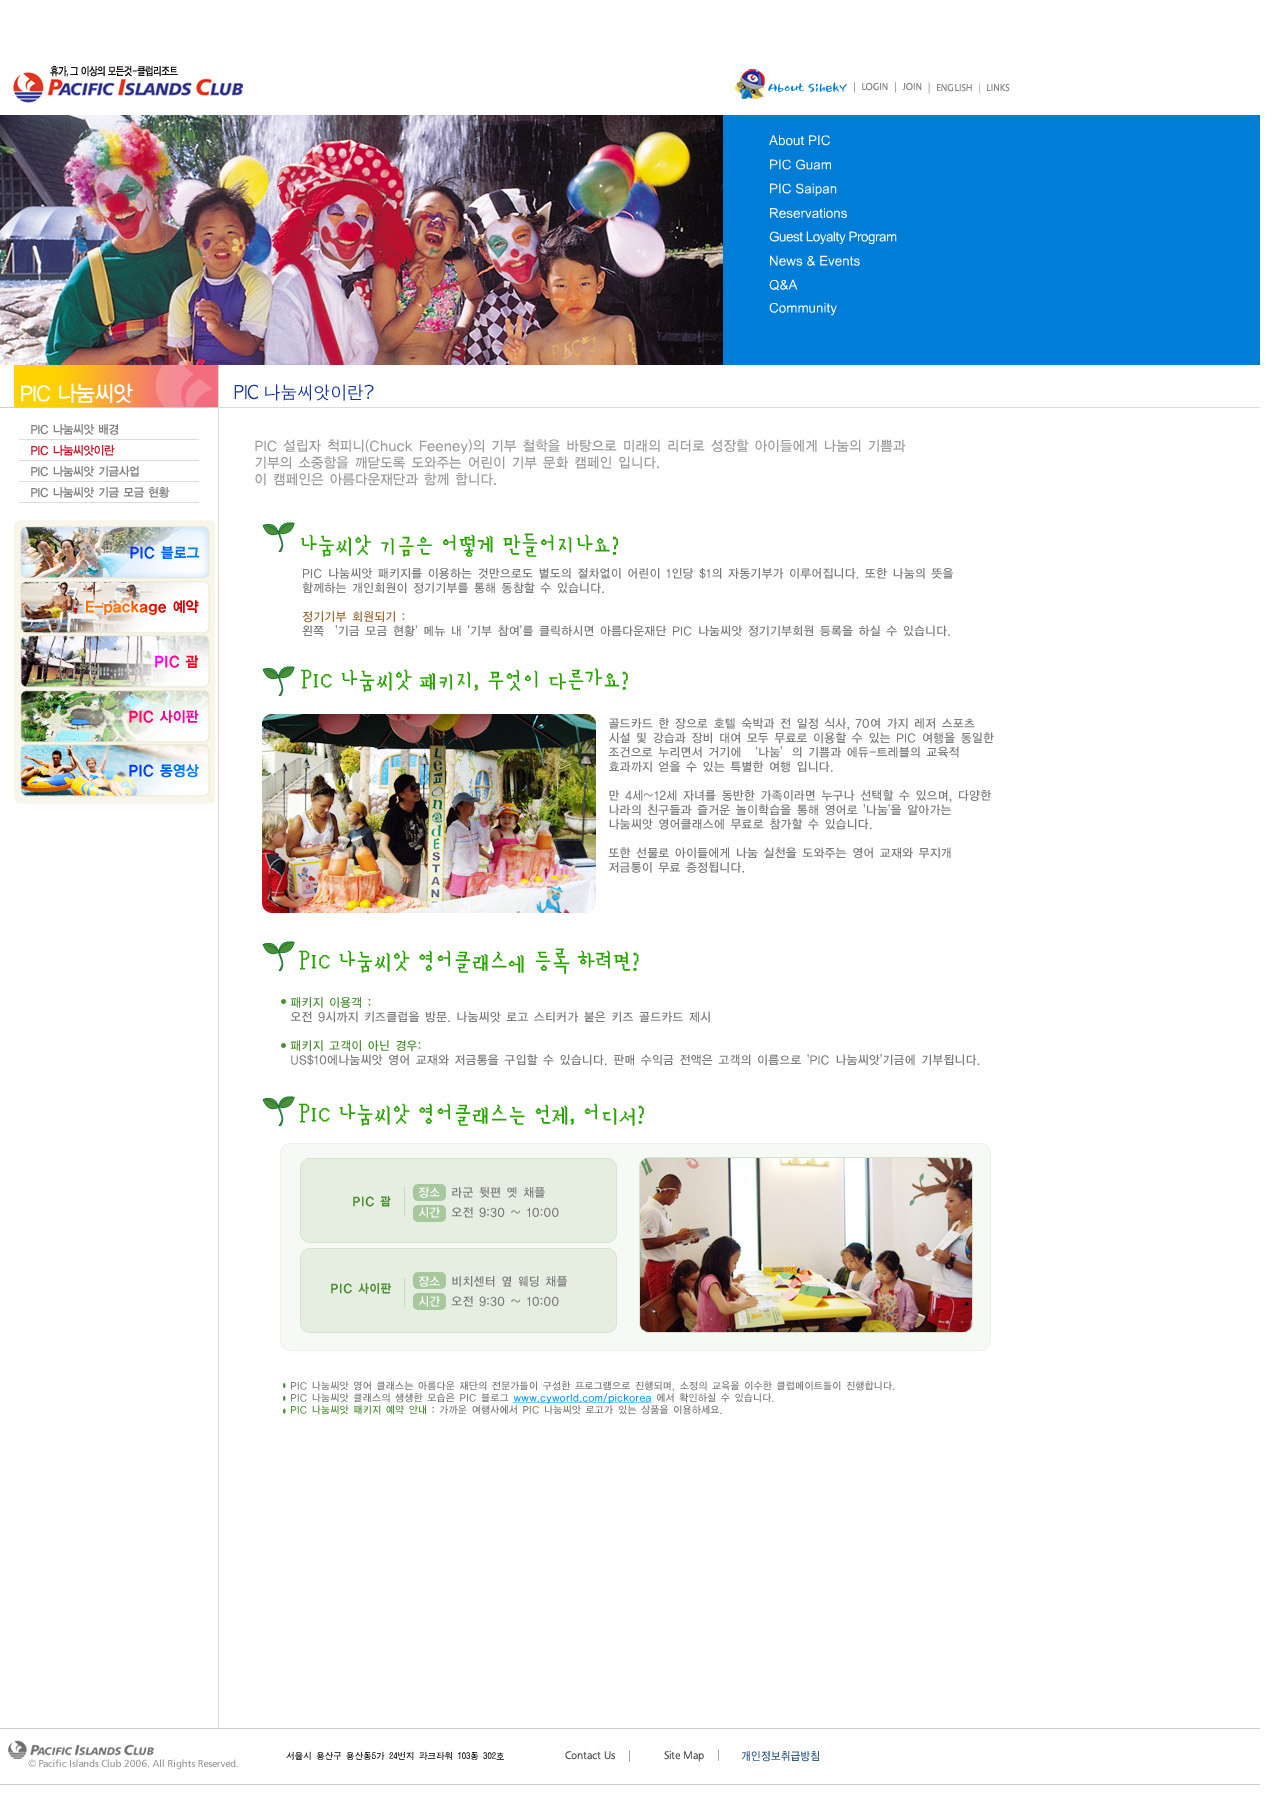 휴가, 그 이상의 모든것-클럽리조트
PACIFIC ISLANDS CLUB
About SiheKY | LOGIN | JOIN | ENGLISH | LINKS
About PIC
PIC Guam
PIC Saipan
Reservations
Guest Loyalty Program
News & Events
Q&A
Community
PIC 나눔씨앗
PIC 나눔씨앗이란?
PIC 나눔씨앗 배경
PIC 나눔씨앗이란
PIC 나눔씨앗 기금사업
PIC 나눔씨앗 기금 모금 현황
PIC 블로그
E-package 예약
PIC 괌
PIC 사이판
PIC 동영상
PIC 설립자 척피니(Chuck Feeney)의 기부 철학을 바탕으로 미래의 리더로 성장할 아이들에게 나눔의 기쁨과
기부의 소중함을 깨닫도록 도와주는 어린이 기부 문화 캠페인 입니다.
이 캠페인은 아름다운재단과 함께 합니다.
나눔씨앗 기금은 어떻게 만들어지나요?
PIC 나눔씨앗 패키지를 이용하는 것만으로도 별도의 절차없이 어린이 1인당 $1의 자동기부가 이루어집니다. 또한 나눔의 뜻을
함께하는 개인회원이 정기기부를 통해 동참할 수 있습니다.
정기기부 회원되기 :
왼쪽 '기금 모금 현황' 메뉴 내 '기부 참여'를 클릭하시면 아름다운재단 PIC 나눔씨앗 정기기부회원 등록을 하실 수 있습니다.
PIC 나눔씨앗 패키지, 무엇이 다른가요?
LEMON@DE STAN
골드카드 한 장으로 호텔 숙박과 전 일정 식사, 70여 가지 레저 스포츠
시설 및 강습과 장비 대여 모두 무료로 이용할 수 있는 PIC 여행을 동일한
조건으로 누리면서 거기에 ‘나눔’의 기쁨과 에듀-트레블의 교육적
효과까지 얻을 수 있는 특별한 여행 입니다.
만 4세~12세 자녀를 동반한 가족이라면 누구나 선택할 수 있으며, 다양한
나라의 친구들과 즐거운 놀이학습을 통해 영어로 '나눔'을 알아가는
나눔씨앗 영어클래스에 무료로 참가할 수 있습니다.
또한 선물로 아이들에게 나눔 실천을 도와주는 영어 교재와 무지개
저금통이 무료 증정됩니다.
PIC 나눔씨앗 영어클래스에 등록 하려면?
• 패키지 이용객 :
오전 9시까지 키즈클럽을 방문. 나눔씨앗 로고 스티커가 붙은 키즈 골드카드 제시
• 패키지 고객이 아닌 경우:
US$10에나눔씨앗 영어 교재와 저금통을 구입할 수 있습니다. 판매 수익금 전액은 고객의 이름으로 'PIC 나눔씨앗'기금에 기부됩니다.
PIC 나눔씨앗 영어클래스는 언제, 어디서?
PIC 괌
장소 라군 뒷편 옛 채플
시간 오전 9:30 ~ 10:00
PIC 사이판
장소 비치센터 옆 웨딩 채플
시간 오전 9:30 ~ 10:00
PIC 나눔씨앗 영어 클래스는 아름다운 재단의 전문가들이 구성한 프로그램으로 진행되며, 소정의 교육을 이수한 클럽메이트들이 진행합니다.
PIC 나눔씨앗 클래스의 생생한 모습은 PIC 블로그 www.cyworld.com/pickorea 에서 확인하실 수 있습니다.
PIC 나눔씨앗 패키지 예약 안내 : 가까운 여행사에서 PIC 나눔씨앗 로고가 있는 상품을 이용하세요.
PACIFIC ISLANDS CLUB
© Pacific Islands Club 2006. All Rights Reserved.
서울시 용산구 용산동5가 24번지 파크타워 103동 302호
Contact Us | Site Map | 개인정보취급방침